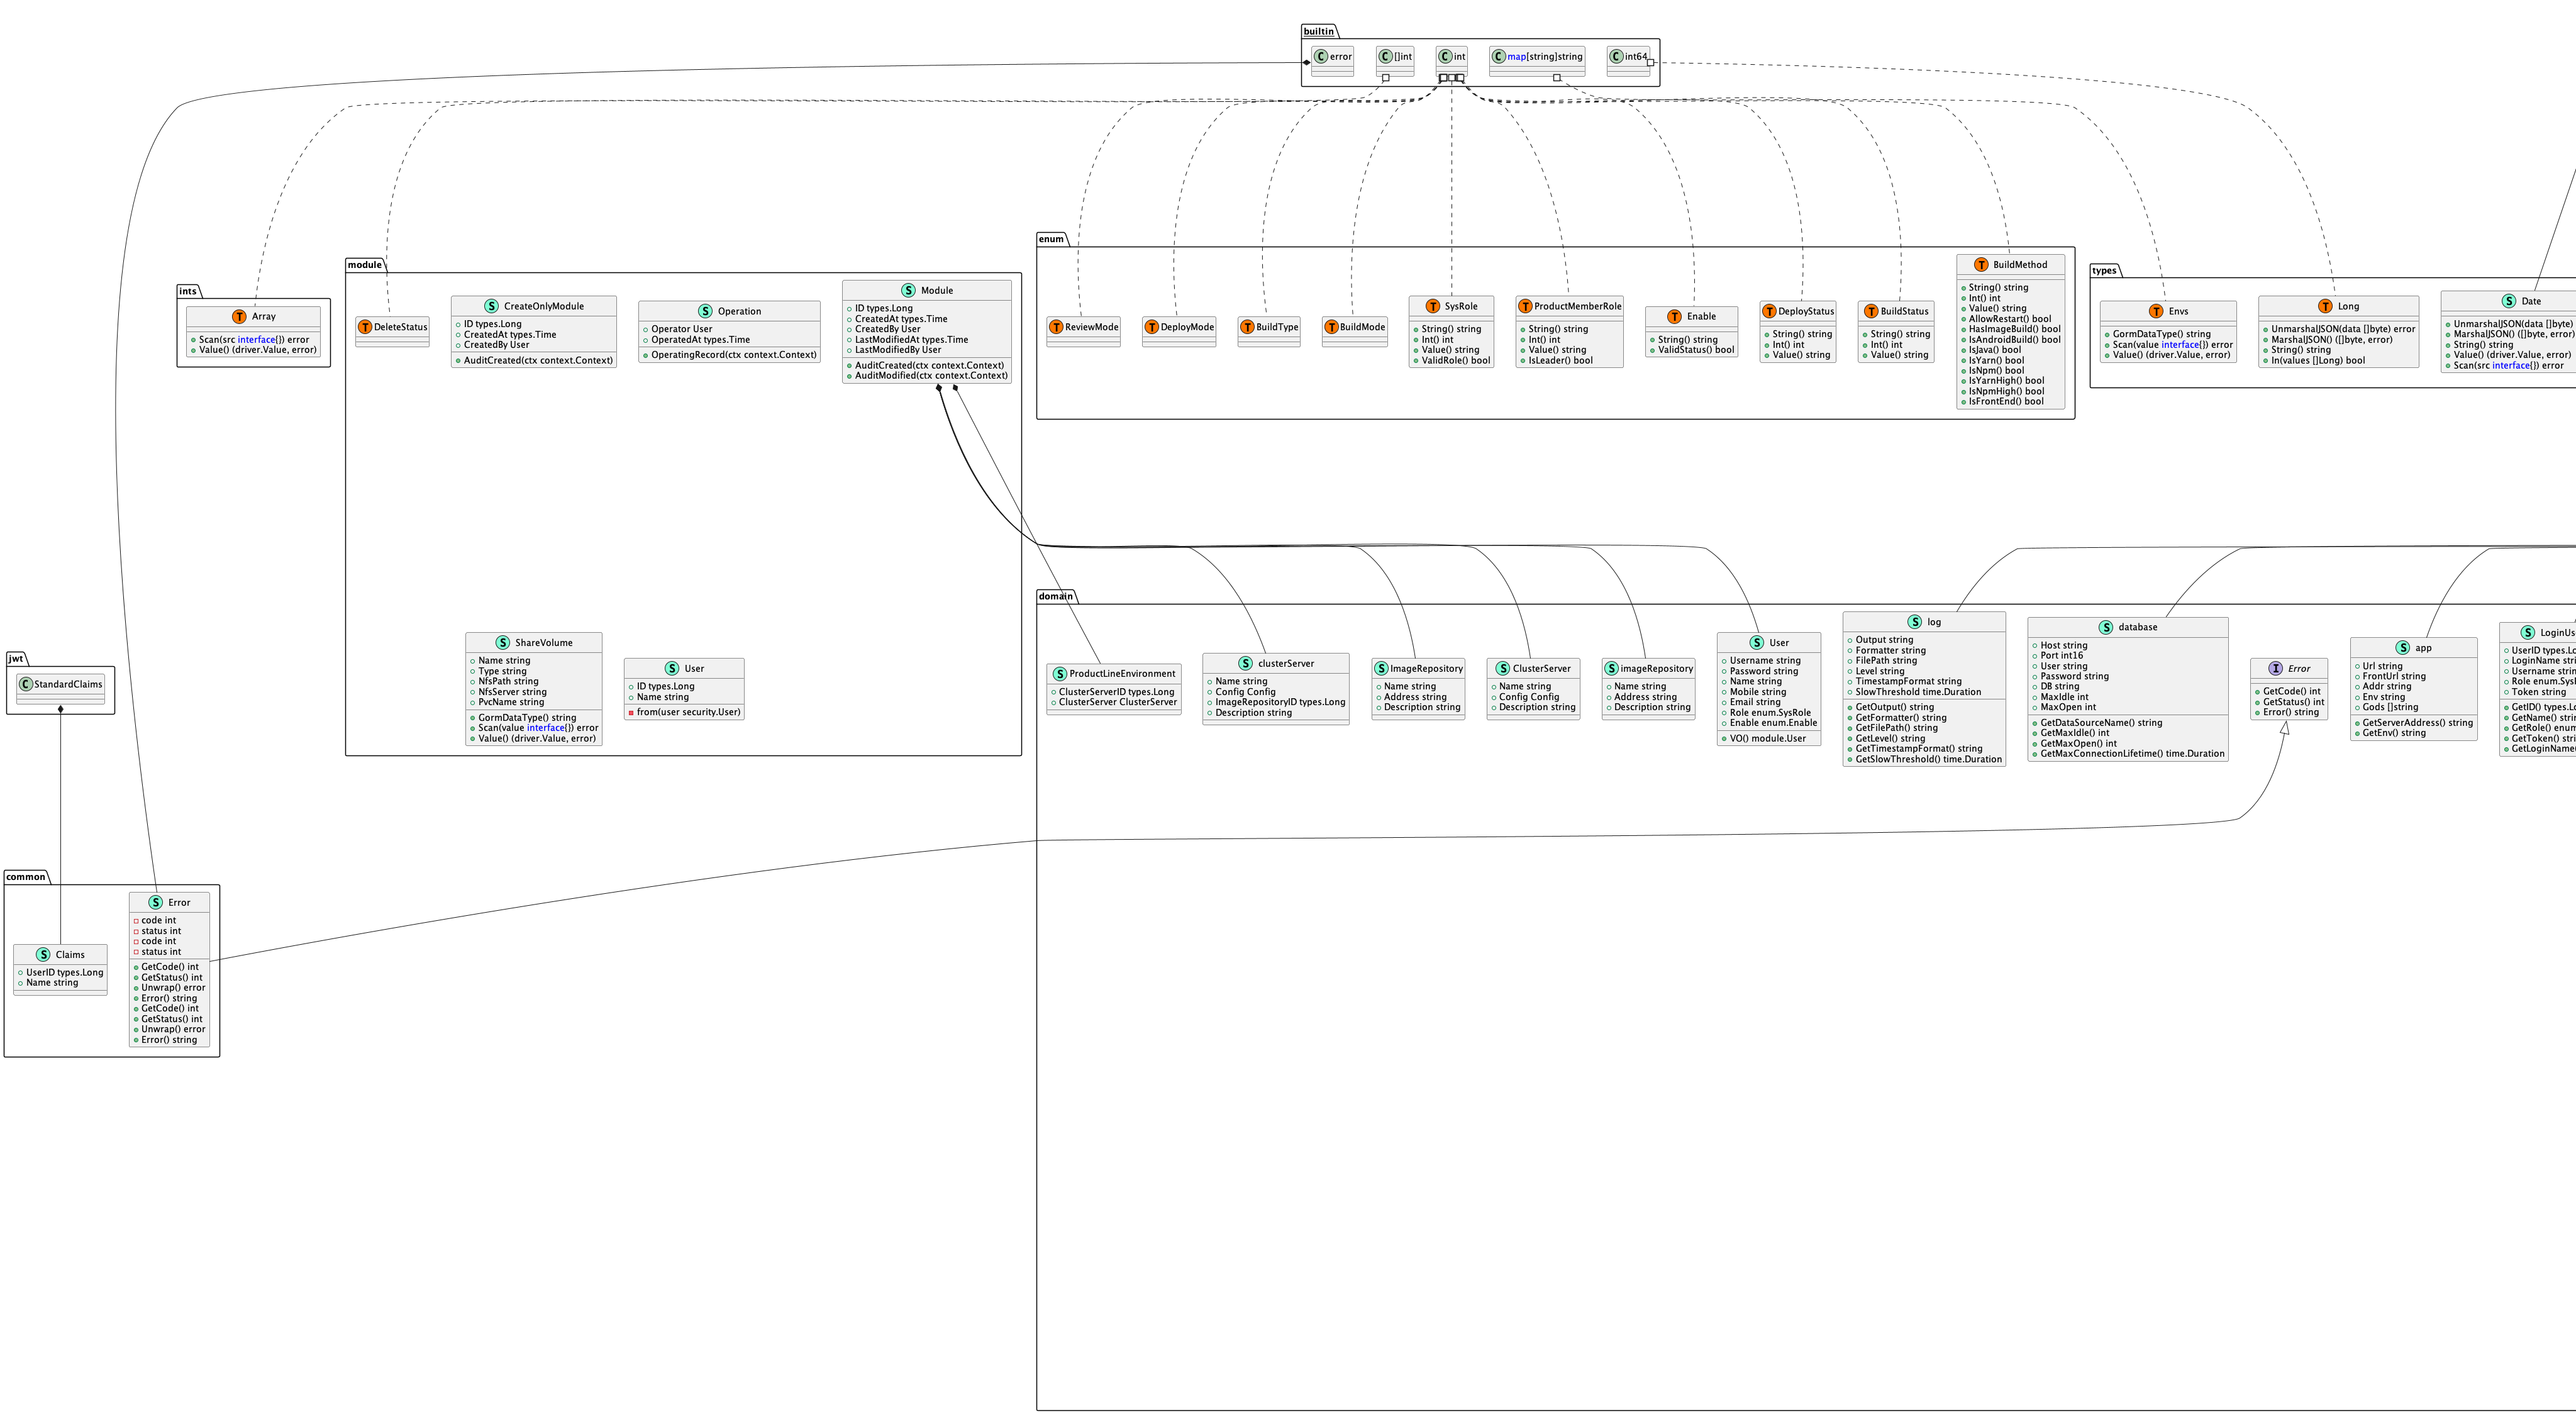 builtin
C error
C []int
C int
C map[string]string
C int64
ints
T Array
Scan(src interface{}) error
Value() (driver.Value, error)
module
T DeleteStatus
S CreateOnlyModule
ID types.Long
CreatedAt types.Time
CreatedBy User
AuditCreated(ctx context.Context)
S Operation
Operator User
OperatedAt types.Time
OperatingRecord(ctx context.Context)
S Module
ID types.Long
CreatedAt types.Time
CreatedBy User
LastModifiedAt types.Time
LastModifiedBy User
AuditCreated(ctx context.Context)
AuditModified(ctx context.Context)
S ShareVolume
Name string
Type string
NfsPath string
NfsServer string
PvcName string
GormDataType() string
Scan(value interface{}) error
Value() (driver.Value, error)
S User
ID types.Long
Name string
from(user security.User)
enum
T ReviewMode
T DeployMode
T BuildType
T BuildMode
T SysRole
String() string
Int() int
Value() string
ValidRole() bool
T ProductMemberRole
String() string
Int() int
Value() string
IsLeader() bool
T Enable
String() string
ValidStatus() bool
T DeployStatus
String() string
Int() int
Value() string
T BuildStatus
String() string
Int() int
Value() string
T BuildMethod
String() string
Int() int
Value() string
AllowRestart() bool
HasImageBuild() bool
IsAndroidBuild() bool
IsJava() bool
IsYarn() bool
IsNpm() bool
IsYarnHigh() bool
IsNpmHigh() bool
IsFrontEnd() bool
types
T Envs
GormDataType() string
Scan(value interface{}) error
Value() (driver.Value, error)
T Long
UnmarshalJSON(data []byte) error
MarshalJSON() ([]byte, error)
String() string
In(values []Long) bool
S Date
UnmarshalJSON(data []byte)
MarshalJSON() ([]byte, error)
String() string
Value() (driver.Value, error)
Scan(src interface{}) error
domain
S ProductLineEnvironment
ClusterServerID types.Long
ClusterServer ClusterServer
S clusterServer
Name string
Config Config
ImageRepositoryID types.Long
Description string
S ImageRepository
Name string
Address string
Description string
S ClusterServer
Name string
Config Config
Description string
S imageRepository
Name string
Address string
Description string
S User
Username string
Password string
Name string
Mobile string
Email string
Role enum.SysRole
Enable enum.Enable
VO() module.User
S log
Output string
Formatter string
FilePath string
Level string
TimestampFormat string
SlowThreshold time.Duration
GetOutput() string
GetFormatter() string
GetFilePath() string
GetLevel() string
GetTimestampFormat() string
GetSlowThreshold() time.Duration
S database
Host string
Port int16
User string
Password string
DB string
MaxIdle int
MaxOpen int
GetDataSourceName() string
GetMaxIdle() int
GetMaxOpen() int
GetMaxConnectionLifetime() time.Duration
I Error
GetCode() int
GetStatus() int
Error() string
S app
Url string
FrontUrl string
Addr string
Env string
Gods []string
GetServerAddress() string
GetEnv() string
S LoginUs
UserID types.Lo
LoginName stri
Username strin
Role enum.SysR
Token string
GetID() types.Lo
GetName() strin
GetRole() enum
GetToken() stri
GetLoginName(
jwt
C StandardClaims
common
S Claims
UserID types.Long
Name string
S Error
code int
status int
code int
status int
GetCode() int
GetStatus() int
Unwrap() error
Error() string
GetCode() int
GetStatus() int
Unwrap() error
Error() string